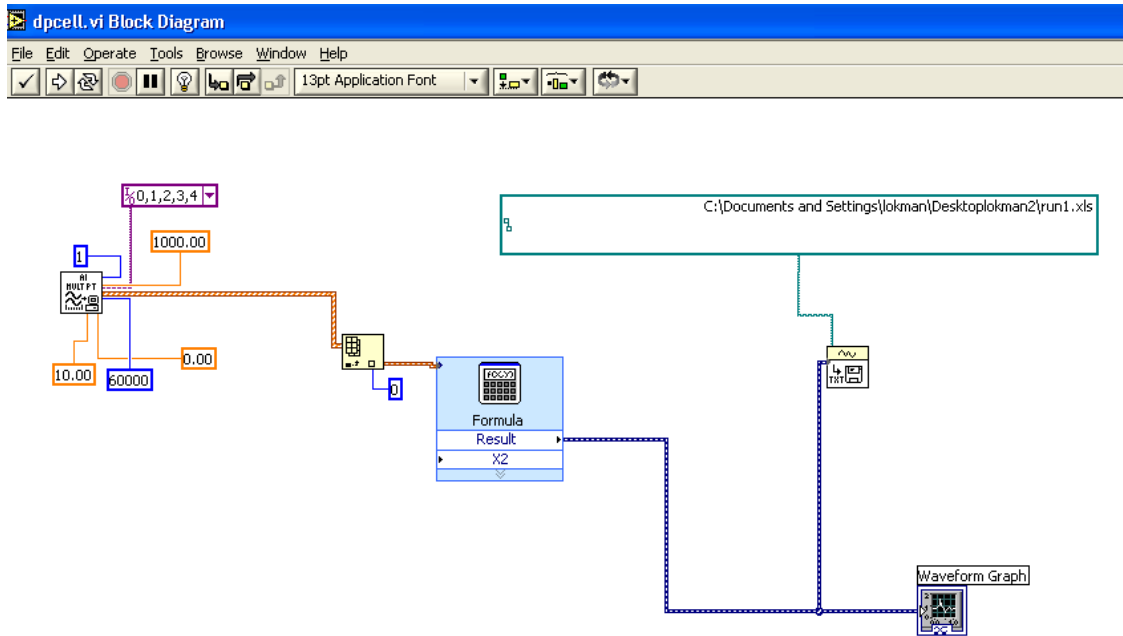 dpcell.vi Block Diagram
File Edit Operate Tools Browse Window Help
13pt Application Font
0,1,2,3,4
C:\Documents and Settings\lokman\Desktoplokman2\run1.xls
1000.00
1
AI
MULT PT
0.00
10.00
60000
0
TXT
Formula
Result
X2
Waveform Graph